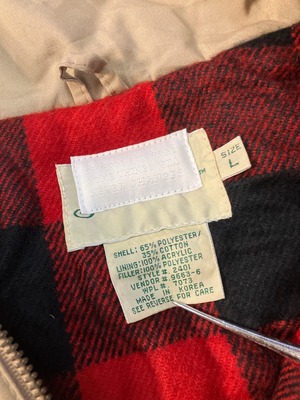 SIZE
L
TM
SHELL: 65% POLYESTER/
35% COTTON
LINING: 100% ACRYLIC
FILLER: 100% POLYESTER
STYLE #: 2401
VENDOR #: 9663-6
WPL #: 7073
MADE IN KOREA
SEE REVERSE FOR CARE